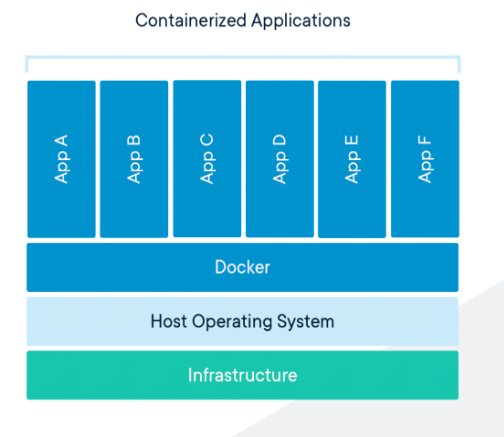 Containerized Applications
App A
App B
App C
App D
App E
App F
Docker
Host Operating System
Infrastructure